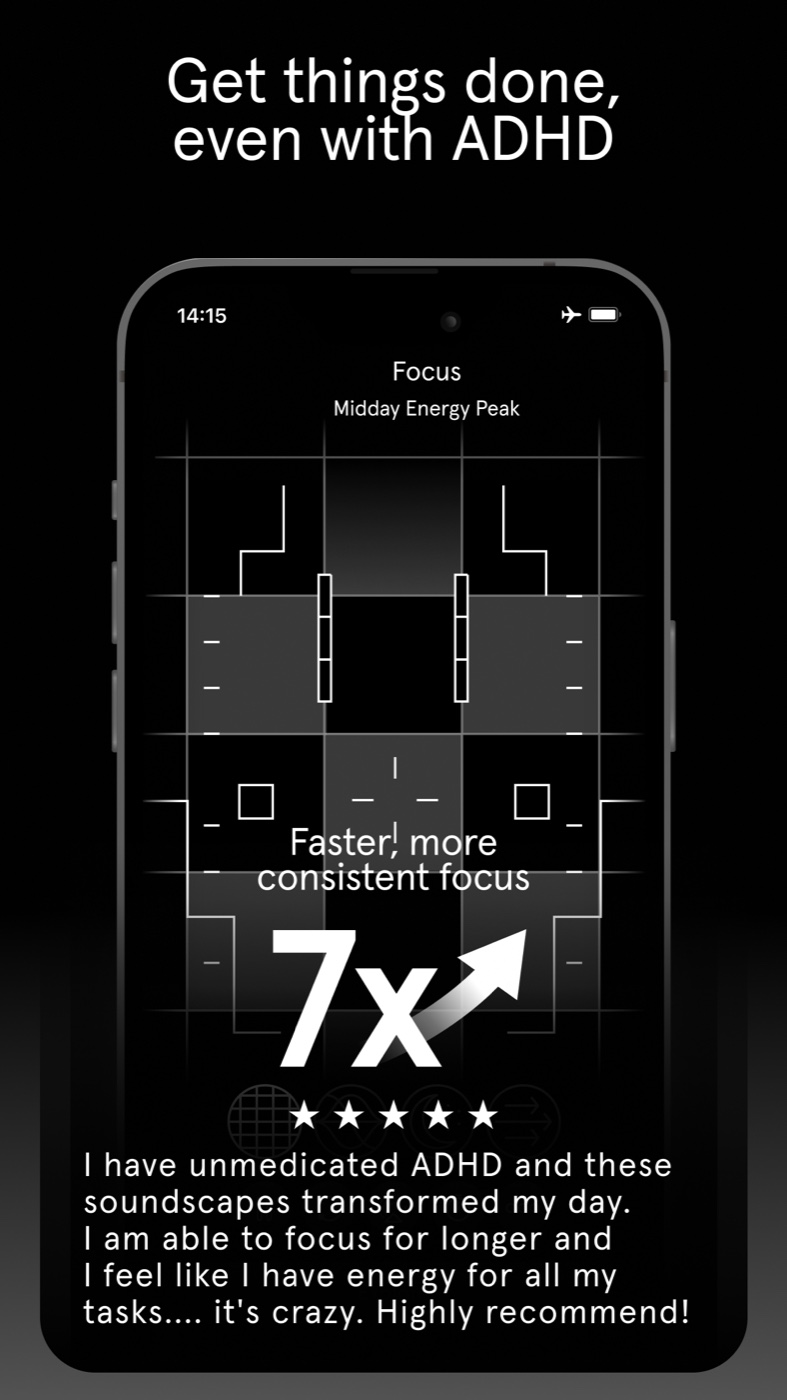 Get things done,
even with ADHD
14:15
Focus
Midday Energy Peak
Faster, more
consistent focus
7x
I have unmedicated ADHD and these
soundscapes transformed my day.
I am able to focus for longer and
I feel like I have energy for all my
tasks.... it's crazy. Highly recommend!